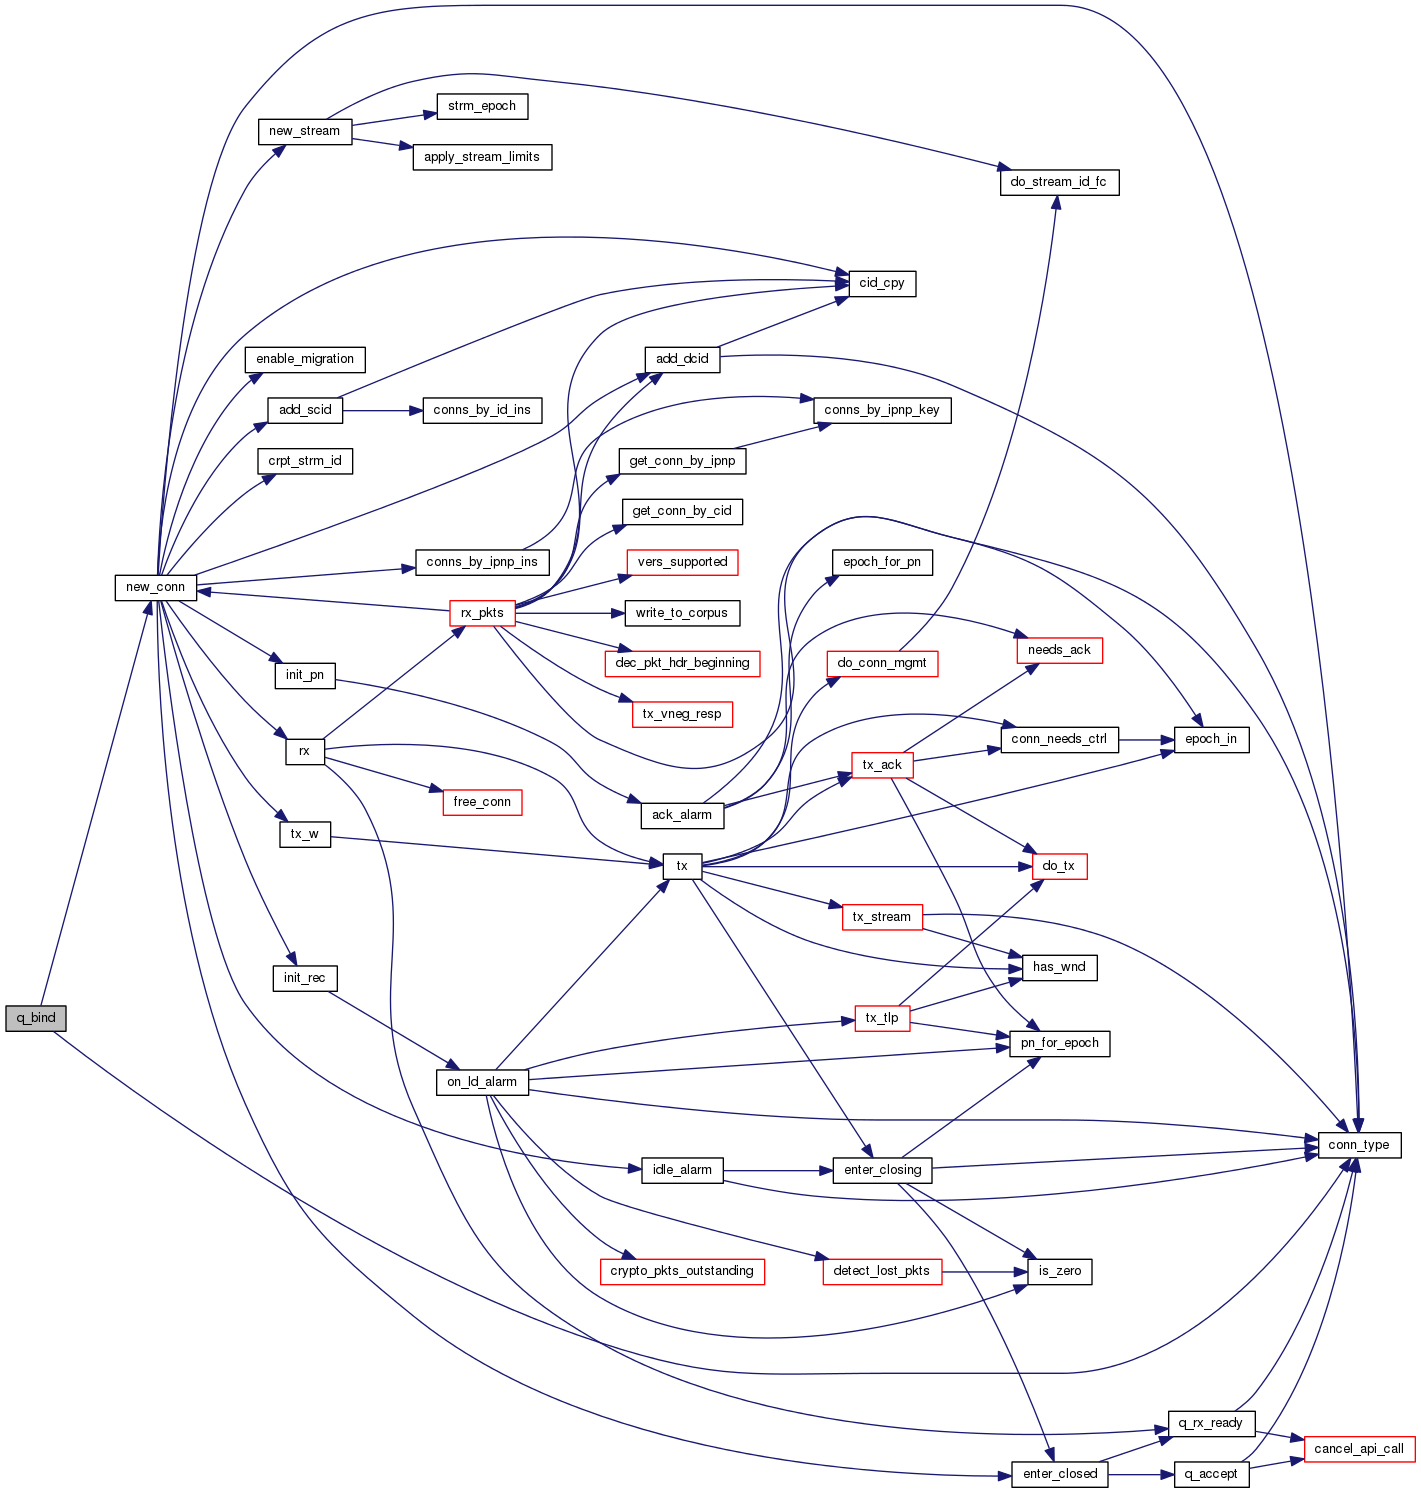 strm_epoch
new_stream
apply_stream_limits
do_stream_id_fc
cid_cpy
enable_migration
add_dcid
add_scid
conns_by_id_ins
conns_by_ipnp_key
crpt_strm_id
get_conn_by_ipnp
get_conn_by_cid
conns_by_ipnp_ins
vers_supported
epoch_for_pn
new_conn
rx_pkts
write_to_corpus
needs_ack
dec_pkt_hdr_beginning
do_conn_mgmt
init_pn
tx_vneg_resp
rx
conn_needs_ctrl
epoch_in
tx_ack
free_conn
ack_alarm
tx_w
tx
do_tx
tx_stream
has_wnd
init_rec
q_bind
tx_tlp
pn_for_epoch
on_ld_alarm
conn_type
idle_alarm
enter_closing
crypto_pkts_outstanding
detect_lost_pkts
is_zero
q_rx_ready
cancel_api_call
enter_closed
q_accept